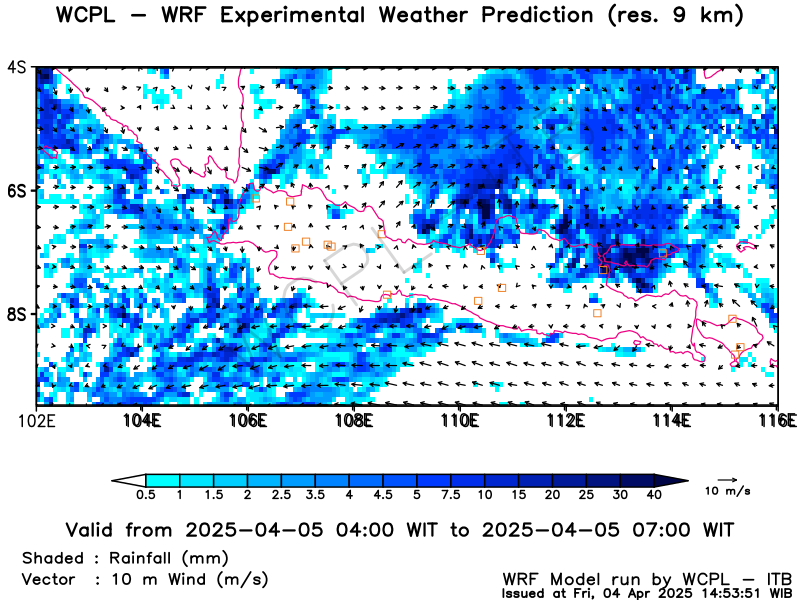 WCPL – WRF Experimental Weather Prediction (res. 9 km)
4S
6S
8S
102E 104E 106E 108E 110E 112E 114E 116E
WCPL
0.5 1 1.5 2 2.5 3.5 4 4.5 5 7.5 10 15 20 25 30 40
10 m/s
Valid from 2025-04-05 04:00 WIT to 2025-04-05 07:00 WIT
Shaded : Rainfall (mm)
Vector : 10 m Wind (m/s)
WRF Model run by WCPL – ITB
Issued at Fri, 04 Apr 2025 14:53:51 WIB